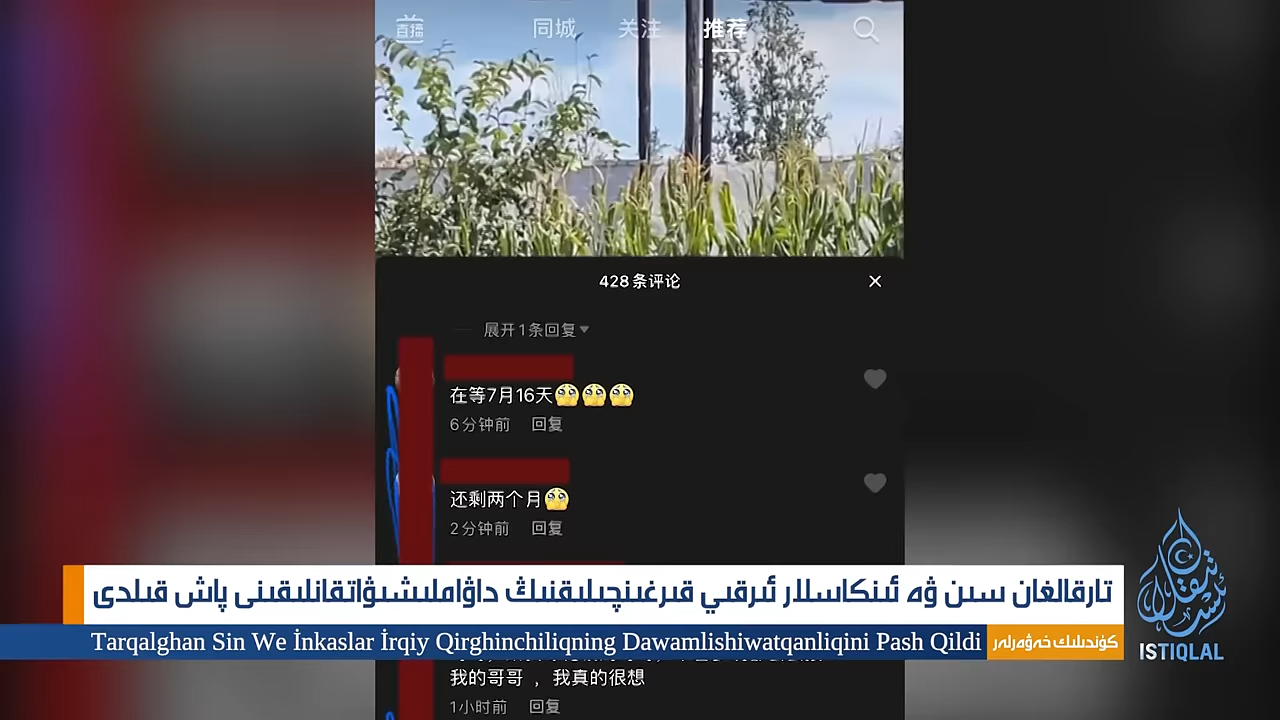 直播 同城 关注 推荐
428条评论
展开1条回复
在等7月16天
6分钟前 回复
还剩两个月
2分钟前 回复
تارقالغان سىن ۋە ئىنكاسلار ئىرقىي قىرغىنچىلىقنىڭ داۋاملىشىۋاتقانلىقىنى پاش قىلدى
Tarqalghan Sin We İnkaslar İrqiy Qirghinchiliqning Dawamlishiwatqanliqini Pash Qildi
كۈندىلىك خەۋەرلەر
ئىستىقلال
ISTIQLAL
我的哥哥 ，我真的很想
1小时前 回复